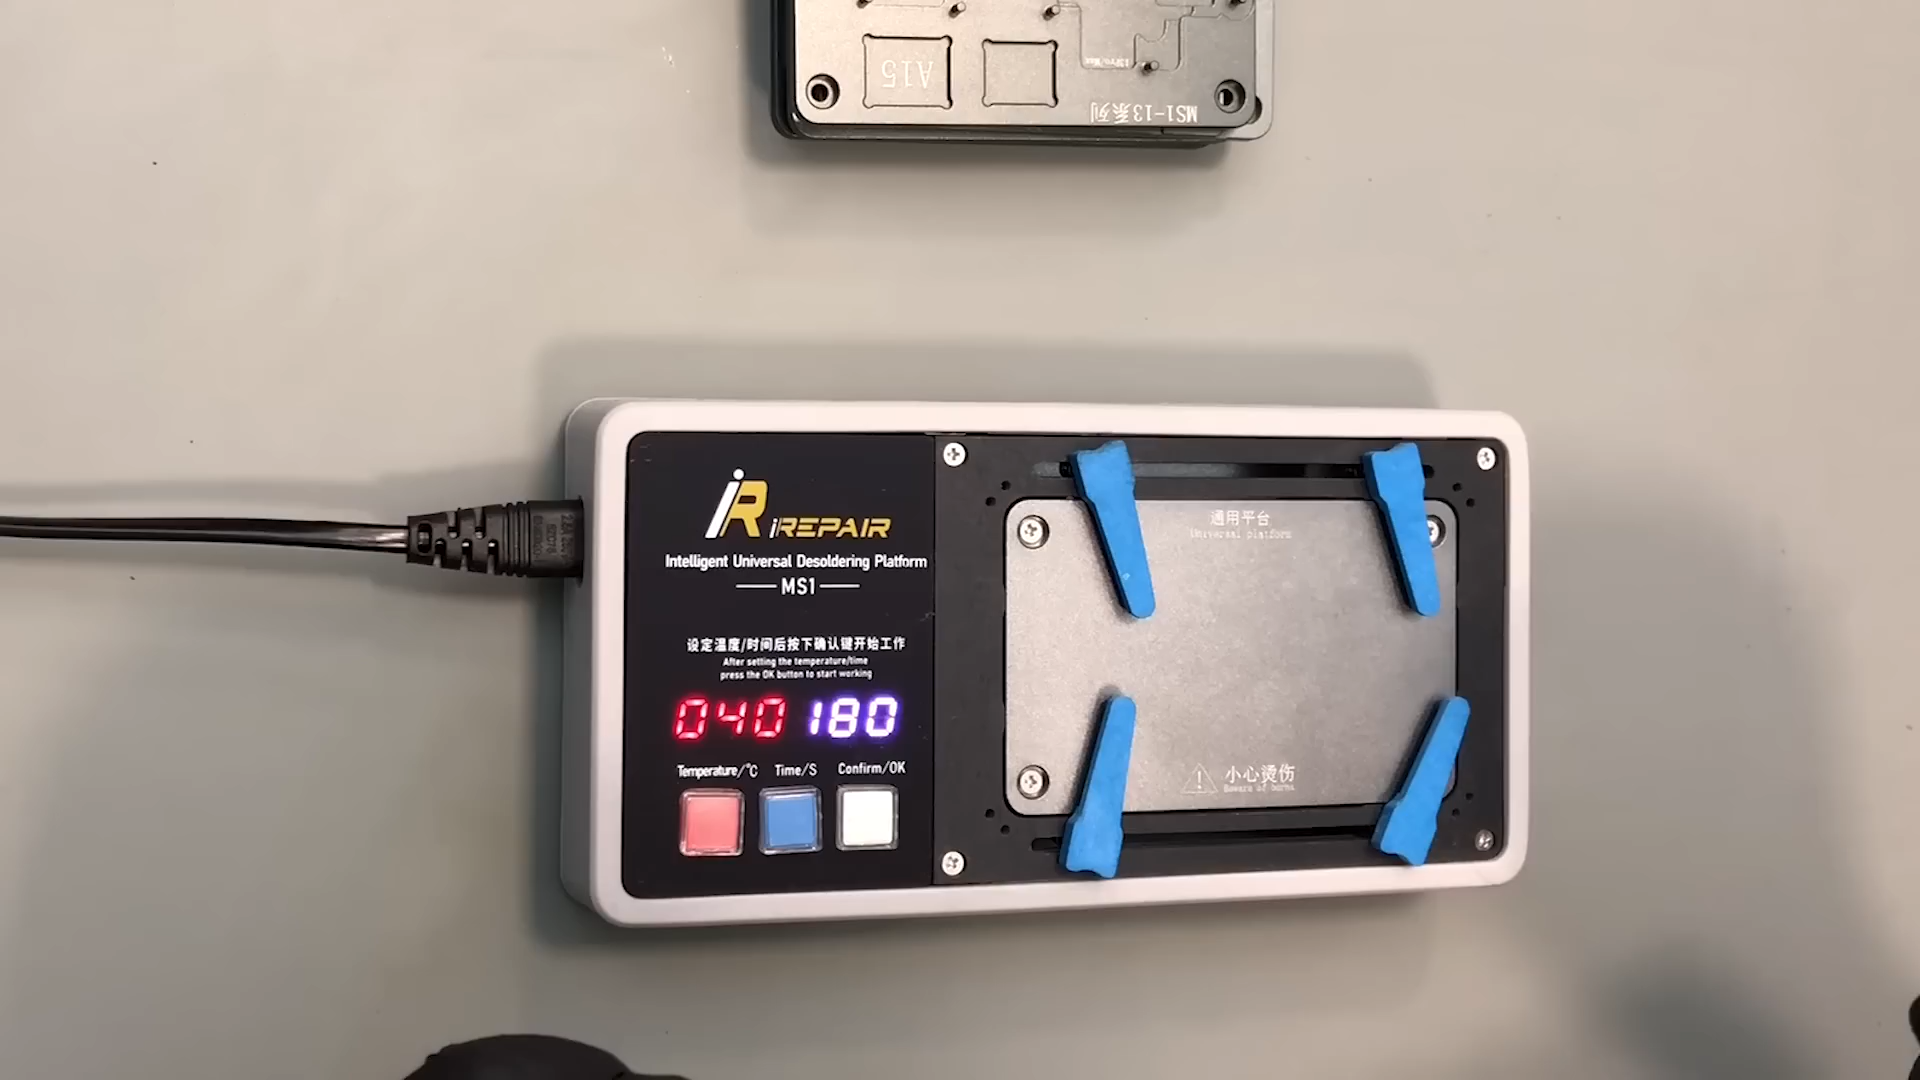 A15
MS1-13系列
iR iREPAIR
Intelligent Universal Desoldering Platform
MS1
设定温度/时间后按下确认键开始工作
After setting the temperature/time
press the OK button to start working
040 180
Temperature/°C Time/S Confirm/OK
通用平台
Universal platform
小心烫伤
Beware of burns